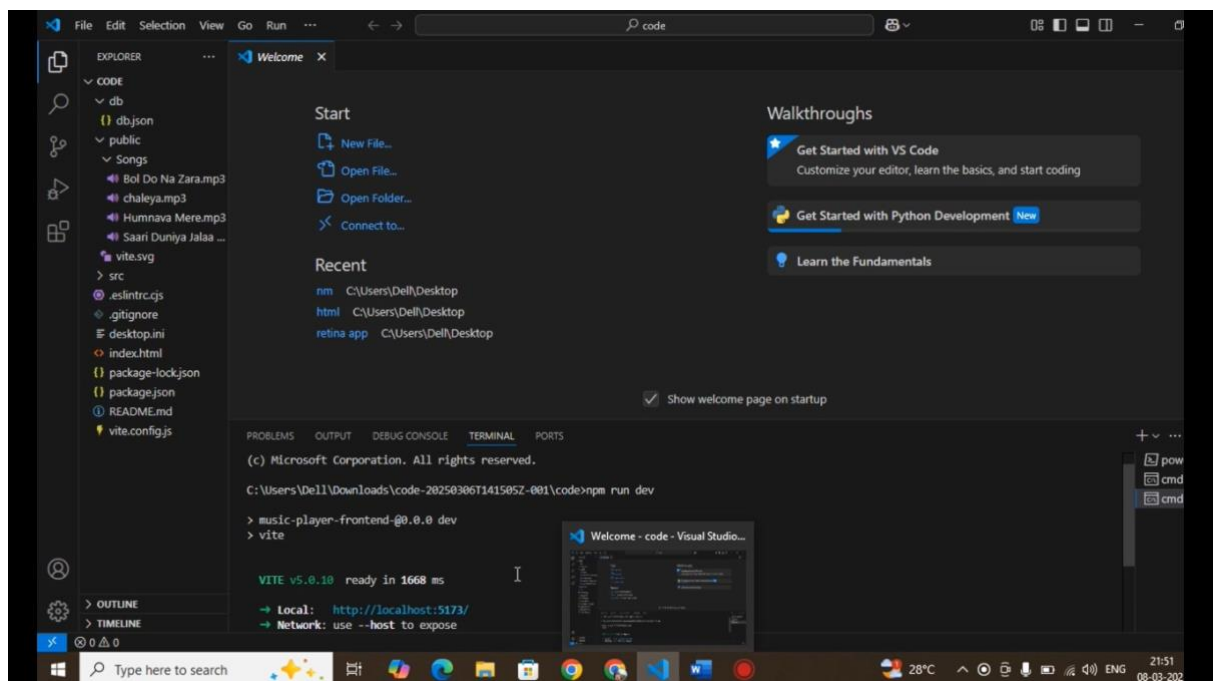 File Edit Selection View Go Run ... code
EXPLORER ... Welcome
CODE
db
db.json
public
Songs
Bol Do Na Zara.mp3
chaleya.mp3
Humnava Mere.mp3
Saari Duniya Jalaa ...
vite.svg
src
.eslintrc.cjs
.gitignore
desktop.ini
index.html
package-lock.json
package.json
README.md
vite.config.js
OUTLINE
TIMELINE
Start
New File...
Open File...
Open Folder...
Connect to...
Recent
nm C:\Users\Dell\Desktop
html C:\Users\Dell\Desktop
retina app C:\Users\Dell\Desktop
Walkthroughs
Get Started with VS Code
Customize your editor, learn the basics, and start coding
Get Started with Python Development New
Learn the Fundamentals
Show welcome page on startup
PROBLEMS OUTPUT DEBUG CONSOLE TERMINAL PORTS
(c) Microsoft Corporation. All rights reserved.
C:\Users\Dell\Downloads\code-20250306T141505Z-001\code>npm run dev
> music-player-frontend-@0.0.0 dev
> vite
VITE v5.0.10 ready in 1668 ms
→ Local: http://localhost:5173/
→ Network: use --host to expose
pow
cmd
cmd
Welcome - code - Visual Studio...
0 0
Type here to search 28°C ENG 21:51
08-03-202